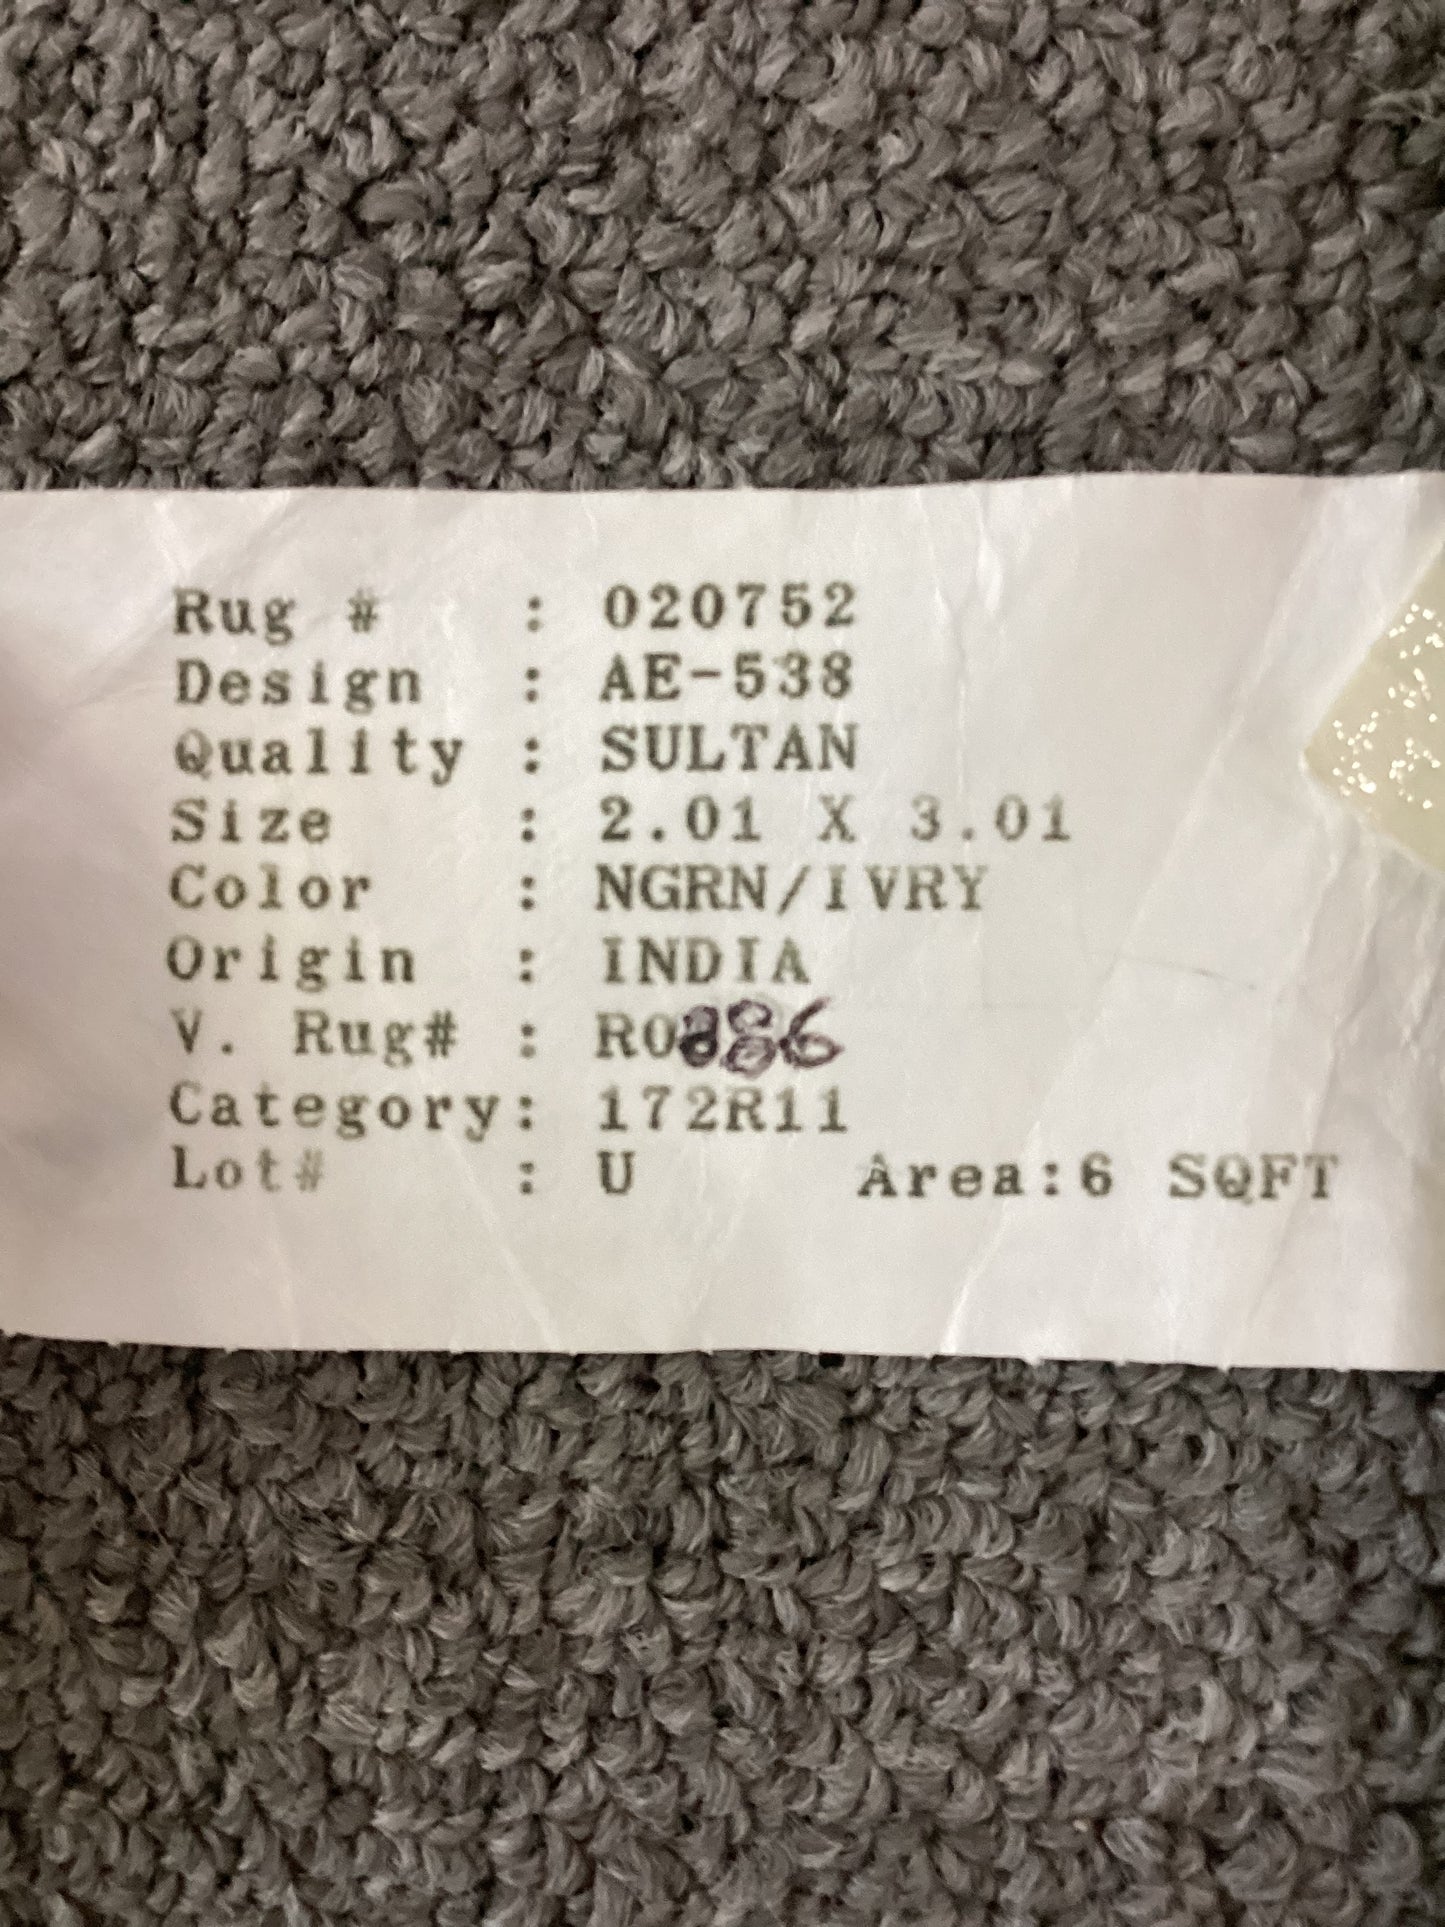 Rug # : 020752
Design : AE-538
Quality : SULTAN
Size : 2.01 X 3.01
Color : NGRN/IVRY
Origin : INDIA
V. Rug# :
Category: 172R11
Lot# : U Area:6 SQFT